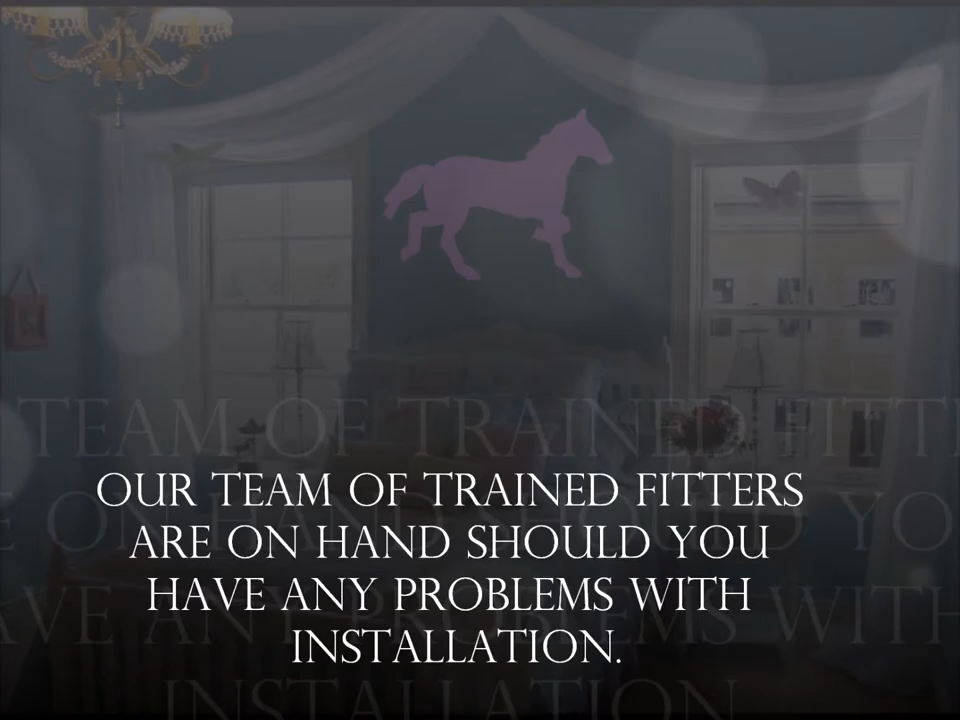 OUR TEAM OF TRAINED FITTERS
ARE ON HAND SHOULD YOU
HAVE ANY PROBLEMS WITH
INSTALLATION.